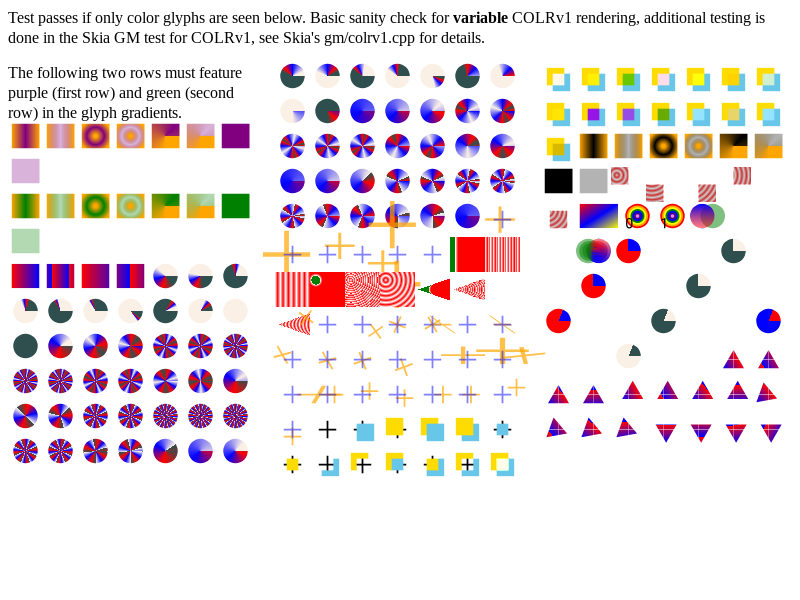 Test passes if only color glyphs are seen below. Basic sanity check for variable COLRv1 rendering, additional testing is
done in the Skia GM test for COLRv1, see Skia's gm/colrv1.cpp for details.
The following two rows must feature
purple (first row) and green (second
row) in the glyph gradients.
0 1